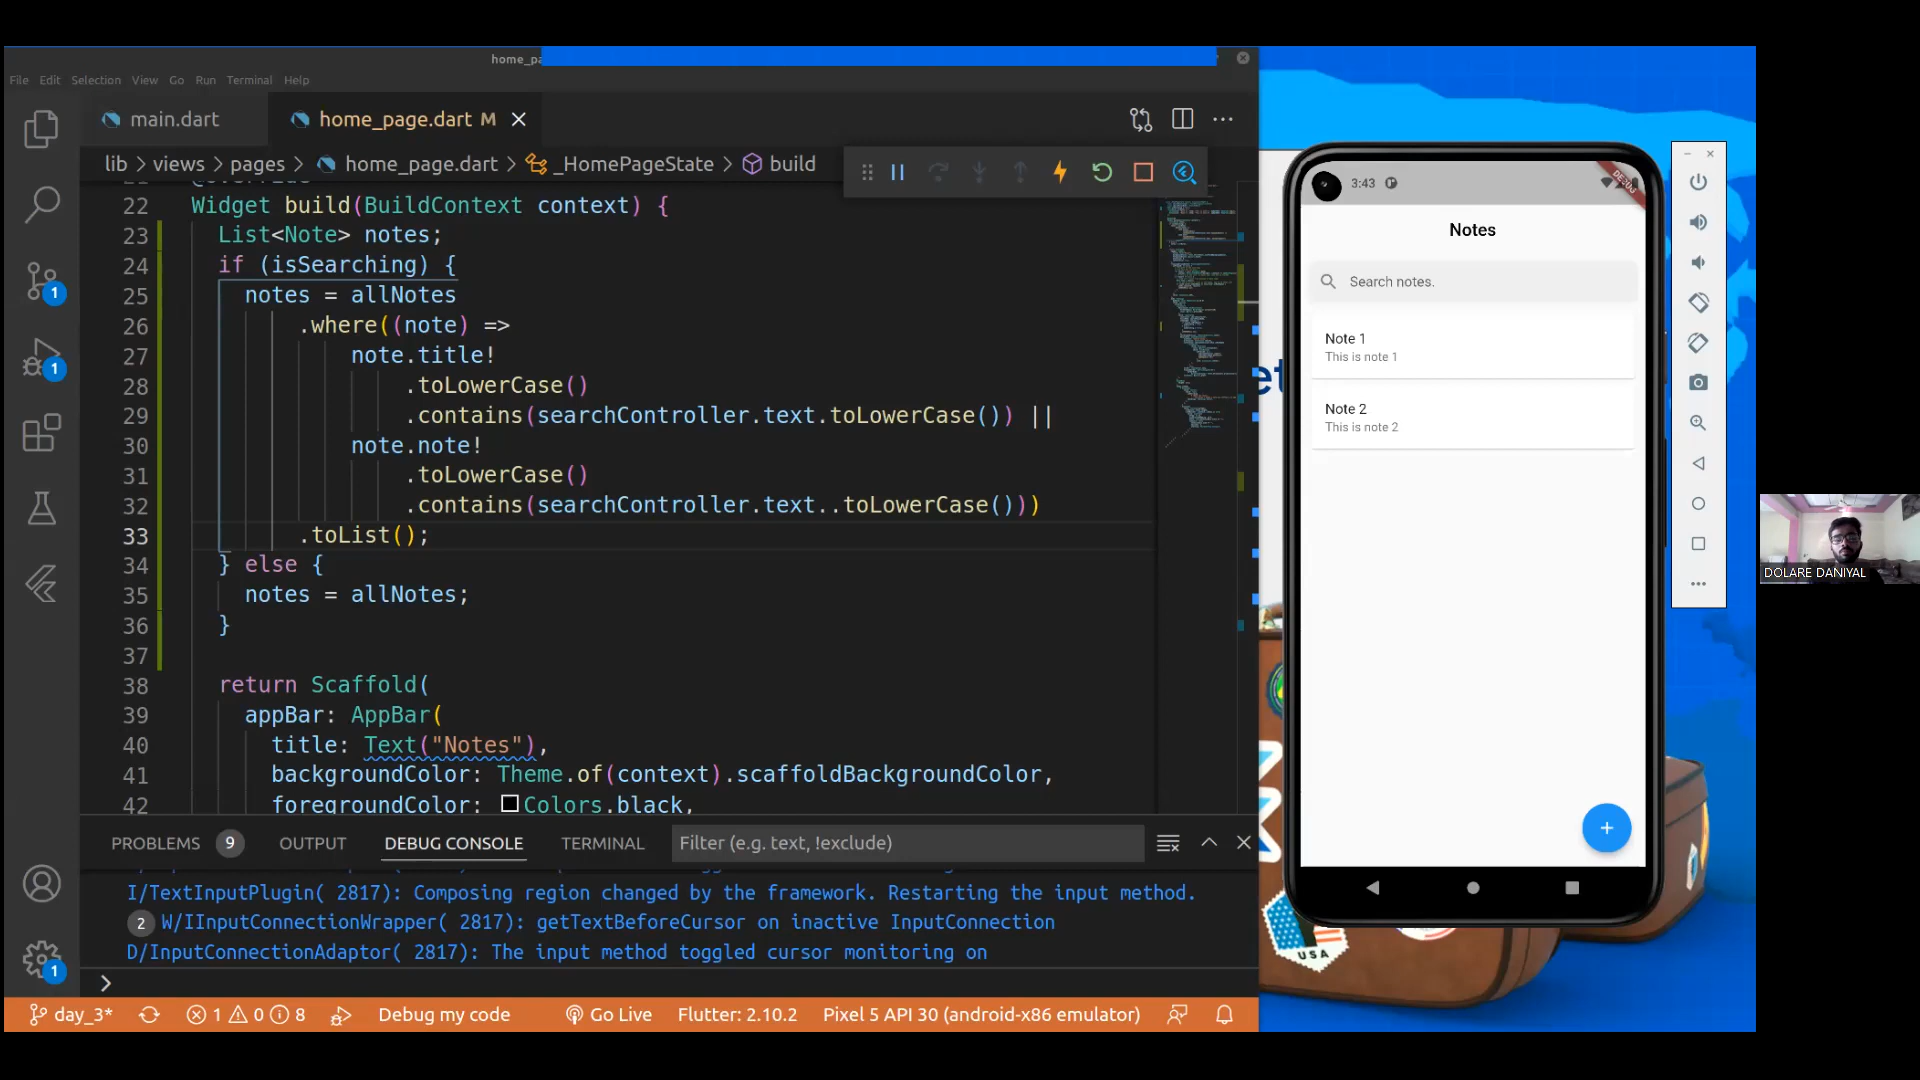 home_pa
File Edit Selection View Go Run Terminal Help
main.dart
home_page.dart M
lib > views > pages > home_page.dart > _HomePageState > build
22 Widget build(BuildContext context) {
23 List<Note> notes;
24 if (isSearching) {
25 notes = allNotes
26 .where((note) =>
27 note.title!
28 .toLowerCase()
29 .contains(searchController.text.toLowerCase()) ||
30 note.note!
31 .toLowerCase()
32 .contains(searchController.text..toLowerCase()))
33 .toList();
34 } else {
35 notes = allNotes;
36 }
37
38 return Scaffold(
39 appBar: AppBar(
40 title: Text("Notes"),
41 backgroundColor: Theme.of(context).scaffoldBackgroundColor,
42 foregroundColor: Colors.black,
PROBLEMS 9 OUTPUT DEBUG CONSOLE TERMINAL Filter (e.g. text, !exclude)
I/TextInputPlugin( 2817): Composing region changed by the framework. Restarting the input method.
2 W/IInputConnectionWrapper( 2817): getTextBeforeCursor on inactive InputConnection
D/InputConnectionAdaptor( 2817): The input method toggled cursor monitoring on
>
1
1
1
day_3* 1 0 8 Debug my code Go Live Flutter: 2.10.2 Pixel 5 API 30 (android-x86 emulator)
3:43
DEBUG
Notes
Search notes.
Note 1
This is note 1
Note 2
This is note 2
+
et
USA
DOLARE DANIYAL